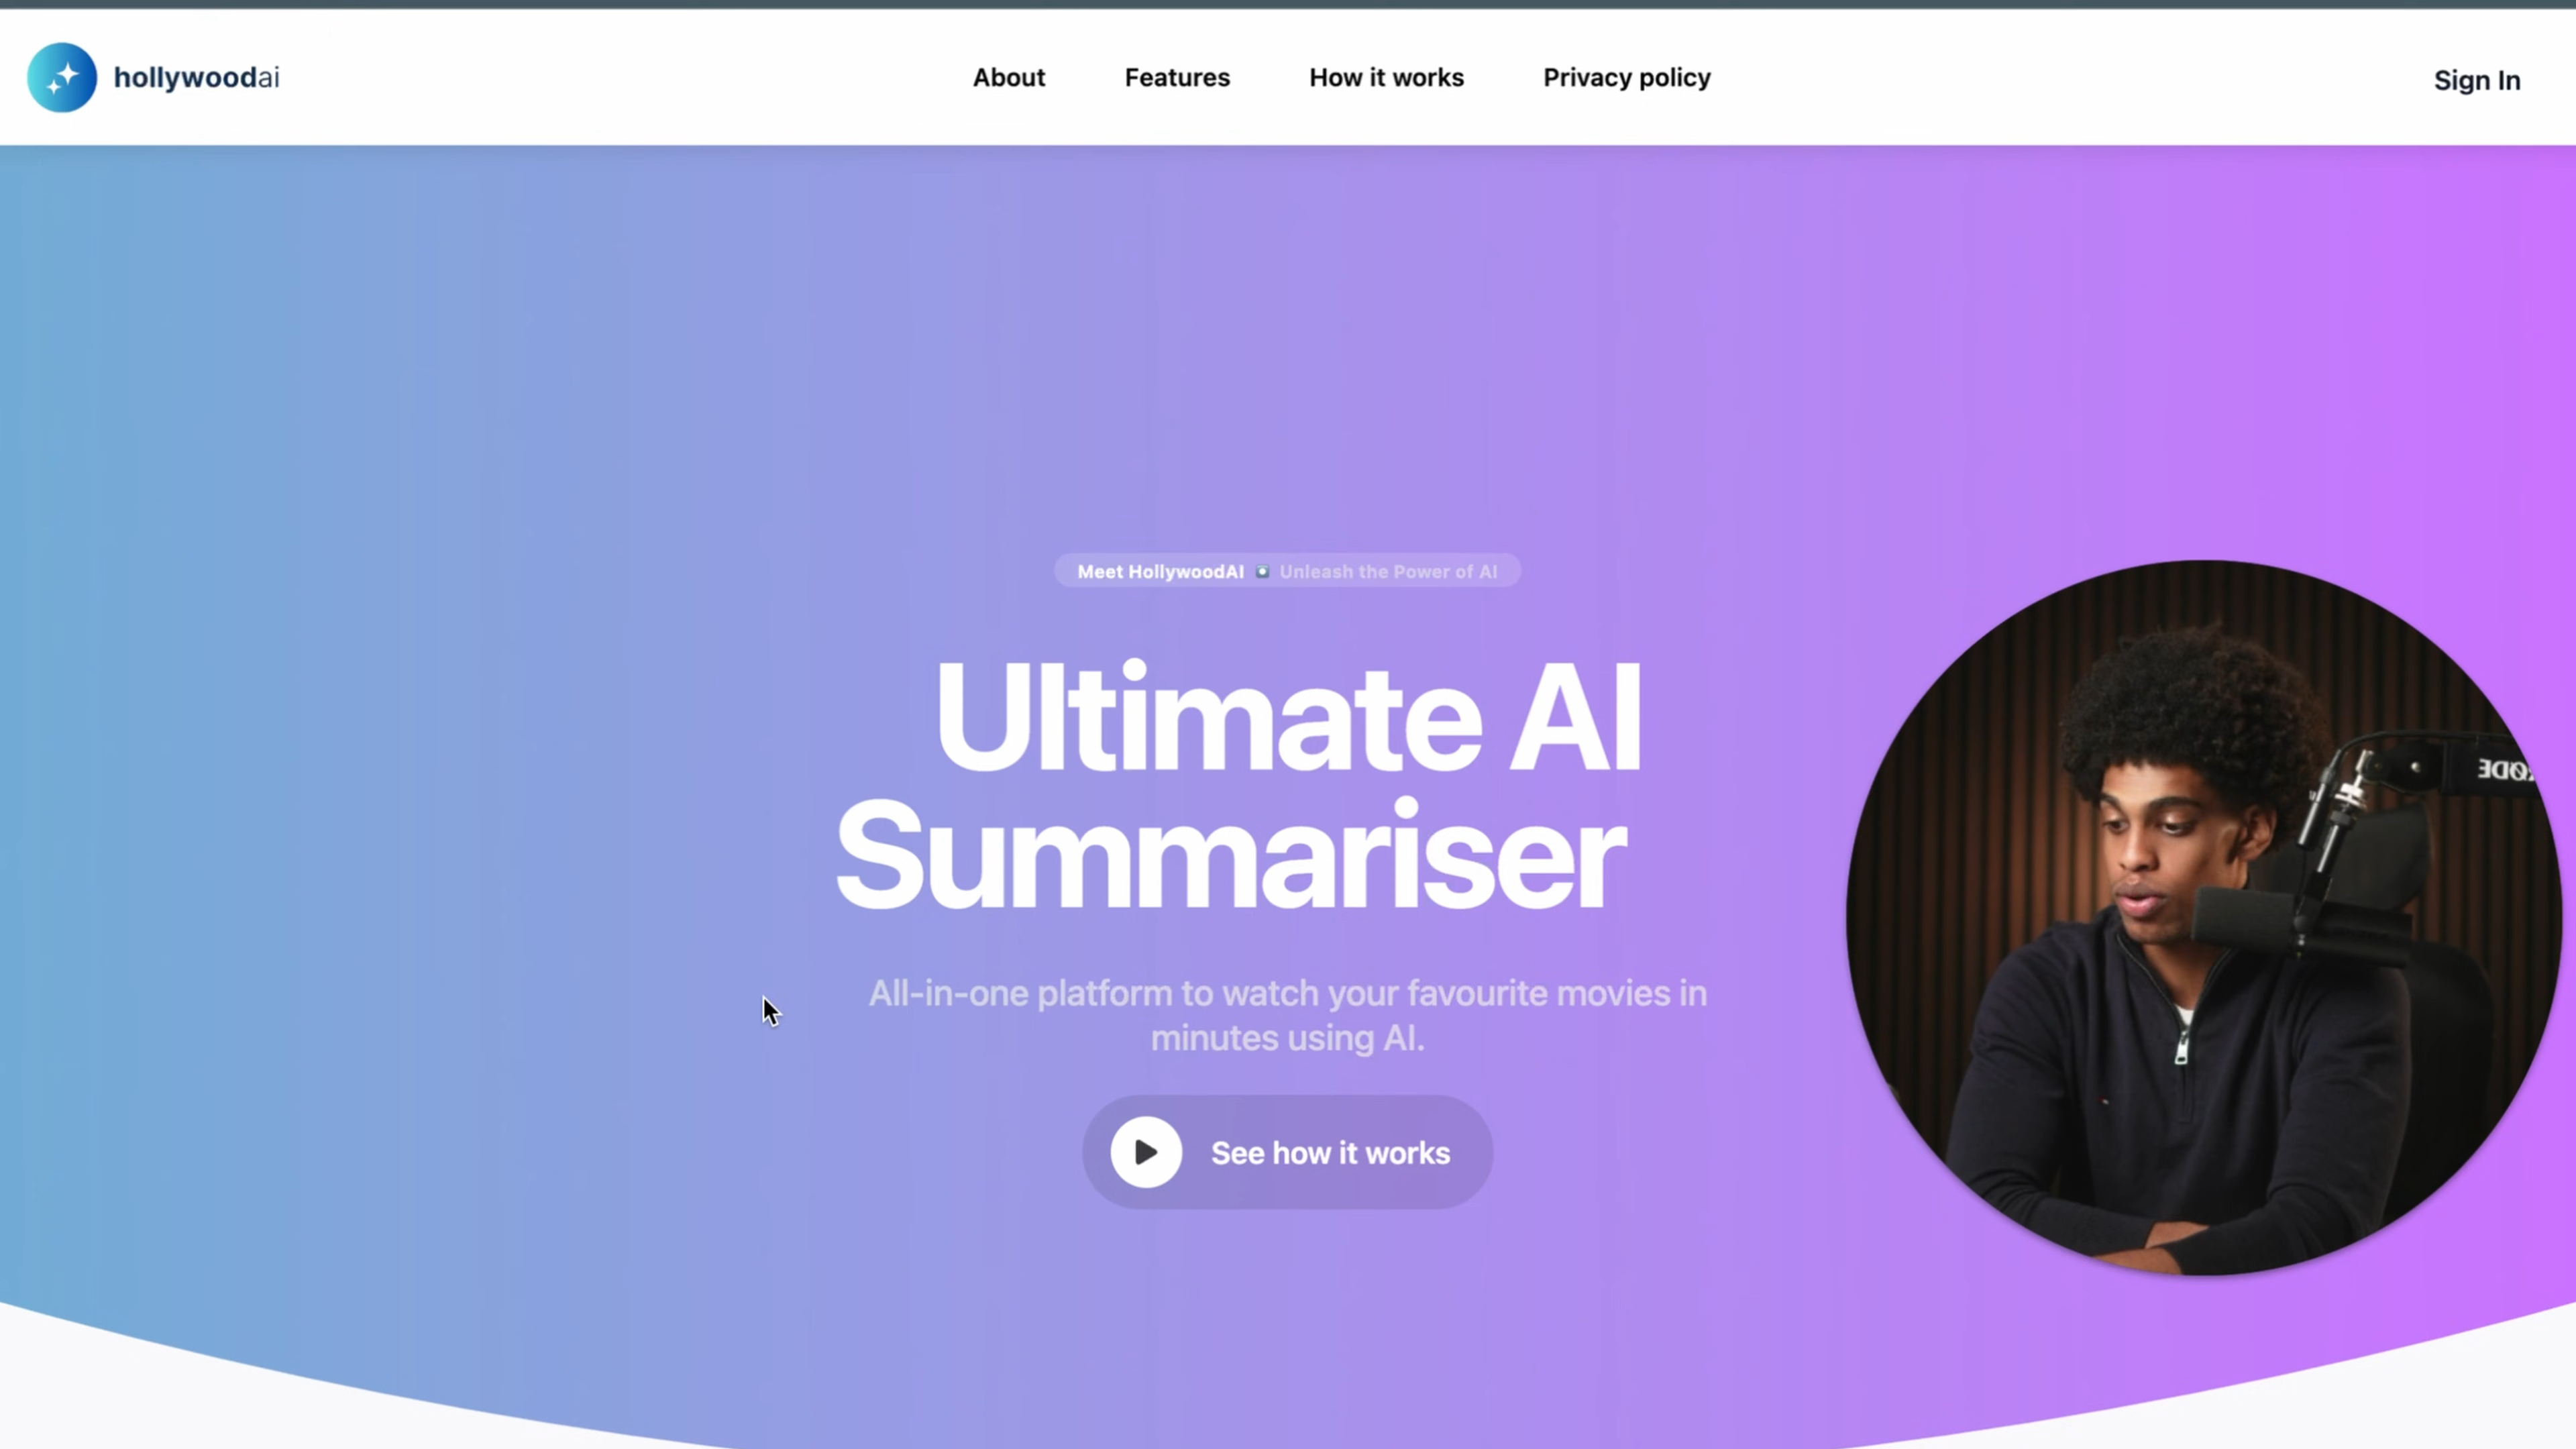 hollywoodai
About
Features
How it works
Privacy policy
Sign In
Meet HollywoodAI Unleash the Power of AI
Ultimate AI
Summariser
All-in-one platform to watch your favourite movies in
minutes using AI.
See how it works
RØDE